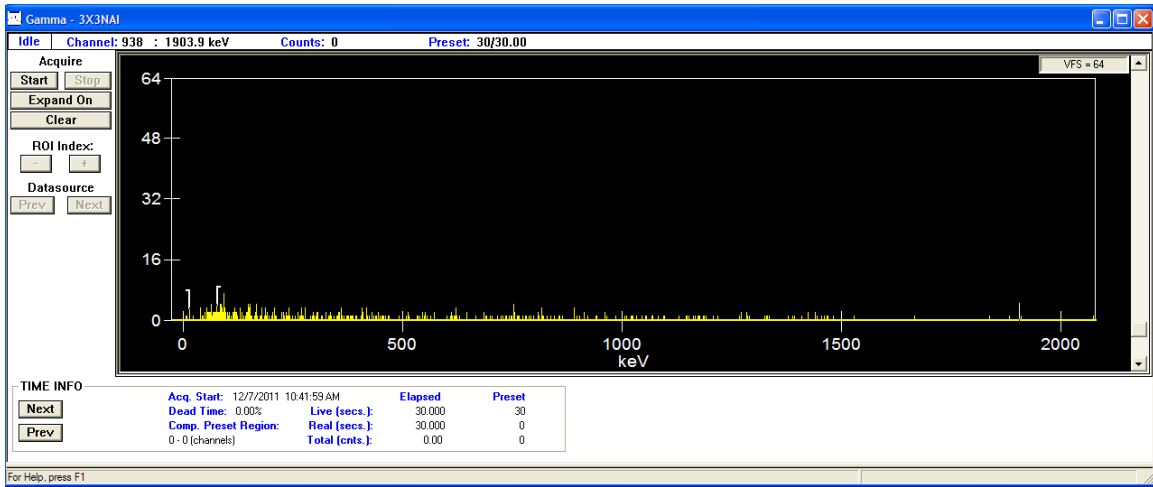 Gamma - 3X3NAI
Idle Channel: 938 : 1903.9 keV Counts: 0 Preset: 30/30.00
Acquire
Start Stop
Expand On
Clear
ROI Index:
- +
Datasource
Prev Next
VFS = 64
64
48
32
16
0
0 500 1000 1500 2000
keV
TIME INFO
Next
Prev
Acq. Start: 12/7/2011 10:41:59 AM Elapsed Preset
Dead Time: 0.00% Live (secs.): 30.000 30
Comp. Preset Region: Real (secs.): 30.000 0
0 - 0 (channels) Total (cnts.): 0.00 0
For Help, press F1